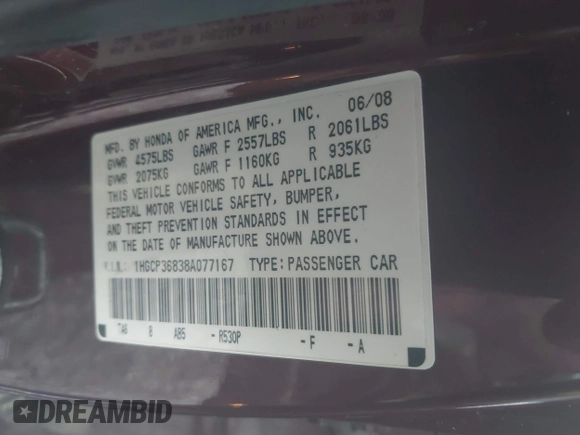 MFD. BY HONDA OF AMERICA MFG., INC. 06/08
GVWR 4575LBS GAWR F 2557LBS R 2061LBS
GVWR 2075KG GAWR F 1160KG R 935KG
THIS VEHICLE CONFORMS TO ALL APPLICABLE
FEDERAL MOTOR VEHICLE SAFETY, BUMPER,
AND THEFT PREVENTION STANDARDS IN EFFECT
ON THE DATE OF MANUFACTURE SHOWN ABOVE.
V.I.N.: 1HGCP36838A077167 TYPE: PASSENGER CAR
TA6 0 AB5 - R530P - F - A
DREAMBID